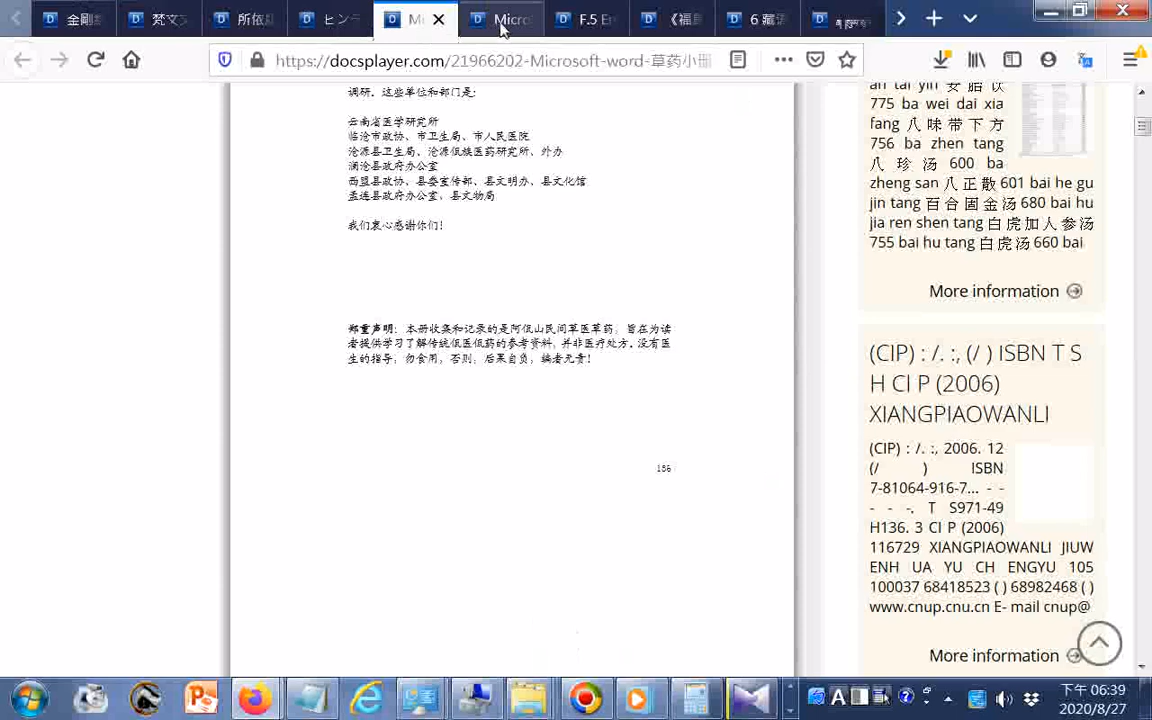 金剛
梵文
所依
ヒンラ
Mi
Micro
F.5 E
《福
6 藏
https://docsplayer.com/21966202-Microsoft-word-草药小册
调研。这些单位和部门是:
云南省医学研究所
临沧市政协、市卫生局、市人民医院
沧源县卫生局、沧源佤族医药研究所、外办
澜沧县政府办公室
西盟县政协、县委宣传部、县文明办、县文化馆
孟连县政府办公室，县文物局
我们衷心感谢你们!
郑重声明：本册收集和记录的是阿佤山民间草医草药，旨在为读
者提供学习了解传统佤医佤药的参考资料，并非医疗处方。没有医
生的指导，勿食用，否则，后果自负，编者无责!
156
an tai yin 安胎饮
775 ba wei dai xia
fang 八味带下方
756 ba zhen tang
八珍汤 600 ba
zheng san 八正散 601 bai he gu
jin tang 百合固金汤 680 bai hu
jia ren shen tang 白虎加人参汤
755 bai hu tang 白虎汤 660 bai
More information
(CIP) : /. :, (/ ) ISBN T S
H CI P (2006)
XIANGPIAOWANLI
(CIP) : /. :, 2006. 12
(/ ) ISBN
7-81064-916-7... - -
- - -. T S971-49
H136. 3 CI P (2006)
116729 XIANGPIAOWANLI JIUW
ENH UA YU CH ENGYU 105
100037 68418523 ( ) 68982468 ( )
www.cnup.cnu.cn E- mail cnup@
More information
下午 06:39
2020/8/27